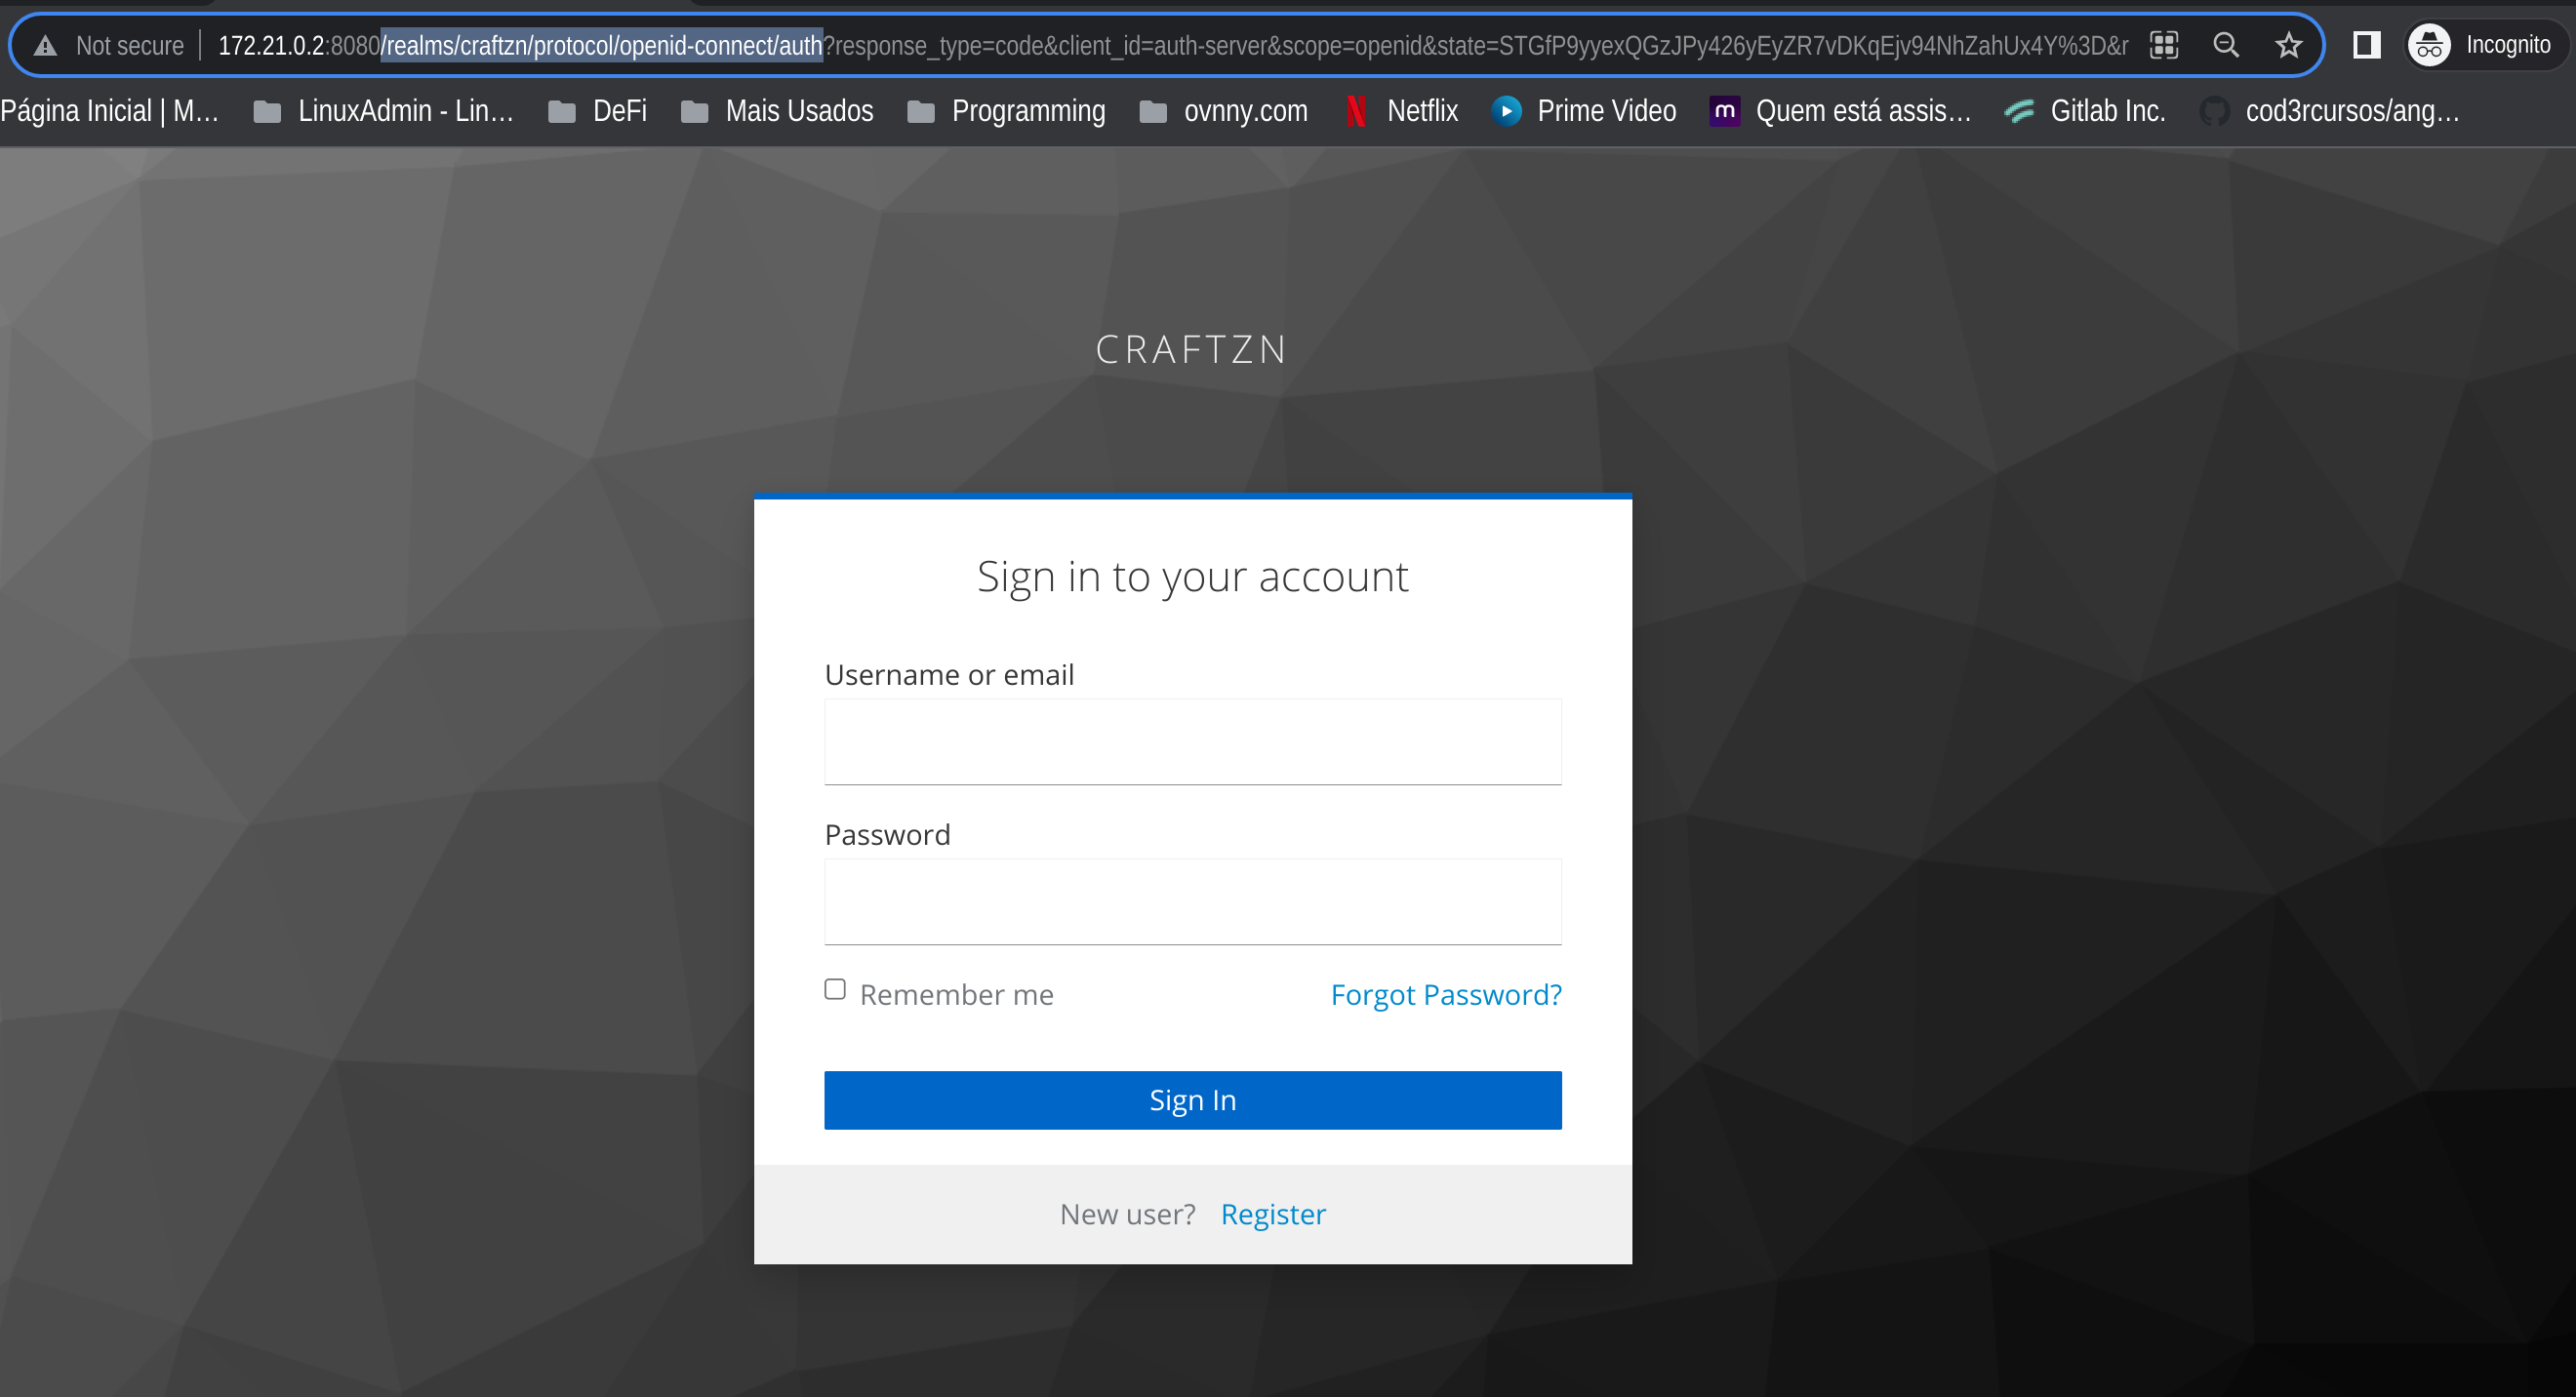 Not secure 172.21.0.2:8080/realms/craftzn/protocol/openid-connect/auth?response_type=code&client_id=auth-server&scope=openid&state=STGfP9yyexQGzJPy426yEyZR7vDKqEjv94NhZahUx4Y%3D&r Incognito
Página Inicial | M… LinuxAdmin - Lin… DeFi Mais Usados Programming ovnny.com Netflix Prime Video Quem está assis… Gitlab Inc. cod3rcursos/ang…
CRAFTZN
Sign in to your account
Username or email
Password
Remember me Forgot Password?
Sign In
New user? Register